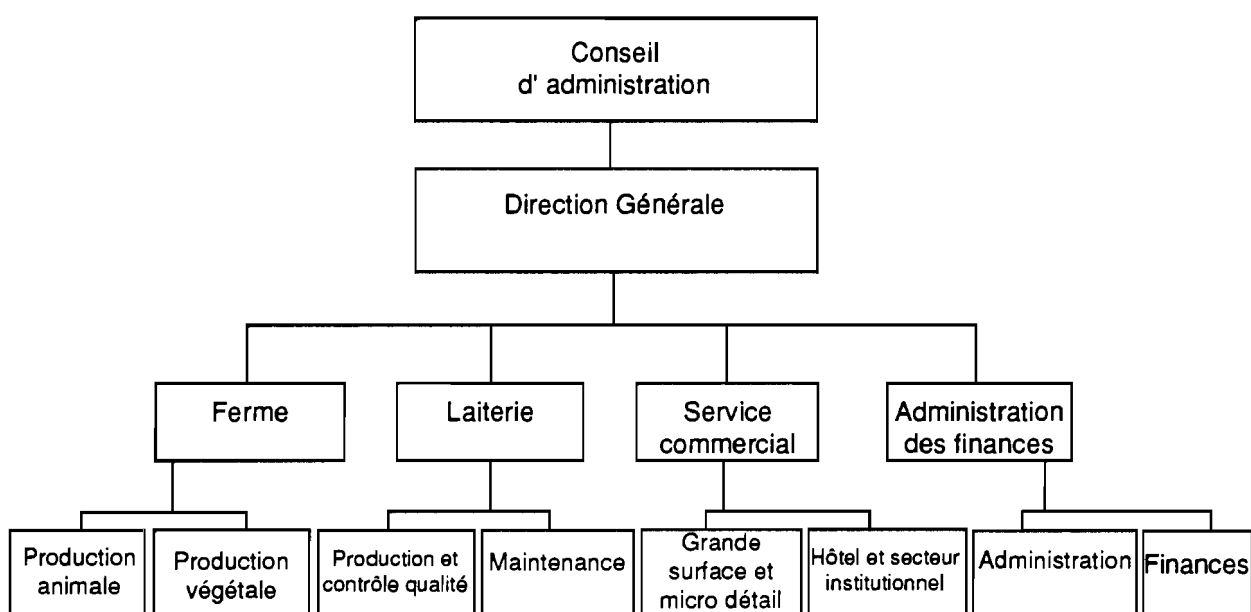 Conseil
d' administration
Direction Générale
Ferme
Laiterie
Service
commercial
Administration
des finances
Production
animale
Production
végétale
Production et
contrôle qualité
Maintenance
Grande
surface et
micro détail
Hôtel et secteur
institutionnel
Administration
Finances